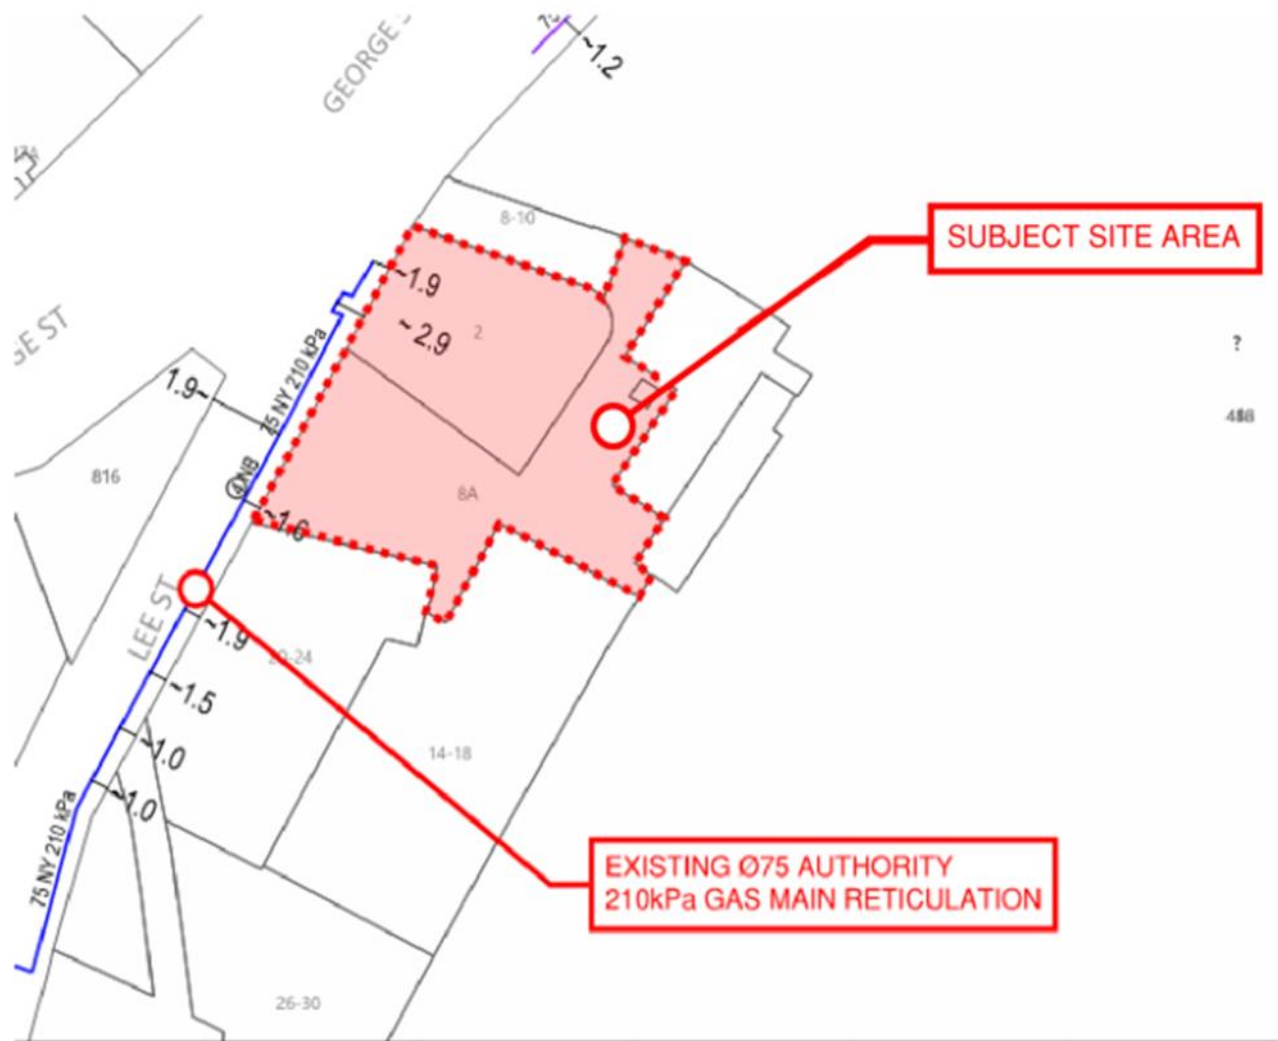 GEORGE S
~1.2
8-10
SUBJECT SITE AREA
~1.9
~2.9
2
GE ST
75 NY 210 kPa
1.9~
?
816
8A
~1.6
LEE ST
~1.9
20-24
~1.5
~1.0
~1.0
14-18
75 NY 210 kPa
EXISTING Ø75 AUTHORITY
210kPa GAS MAIN RETICULATION
26-30